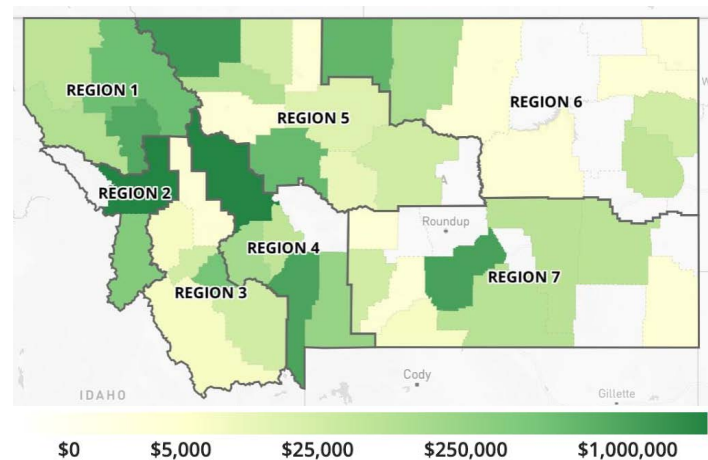 REGION 1
REGION 5
REGION 6
REGION 2
Roundup
REGION 4
REGION 7
REGION 3
Cody
IDAHO
Gillette
$0 $5,000 $25,000 $250,000 $1,000,000